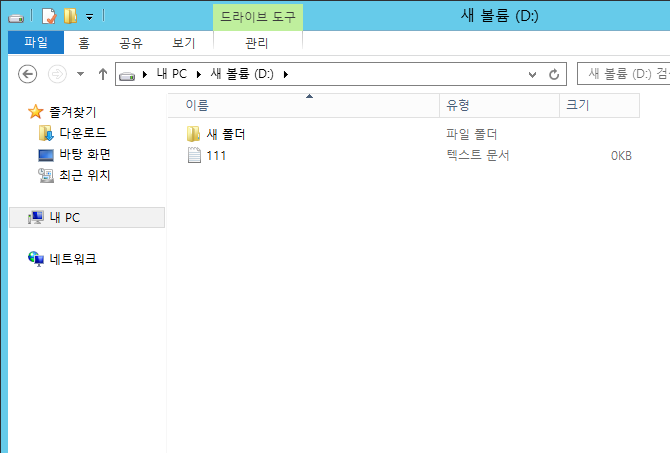 드라이브 도구 새 볼륨 (D:)
파일 홈 공유 보기 관리
내 PC 새 볼륨 (D:) 새 볼륨 (D:) 검
이름 유형 크기
즐겨찾기
다운로드
바탕 화면
최근 위치
내 PC
네트워크
새 폴더 파일 폴더
111 텍스트 문서 0KB